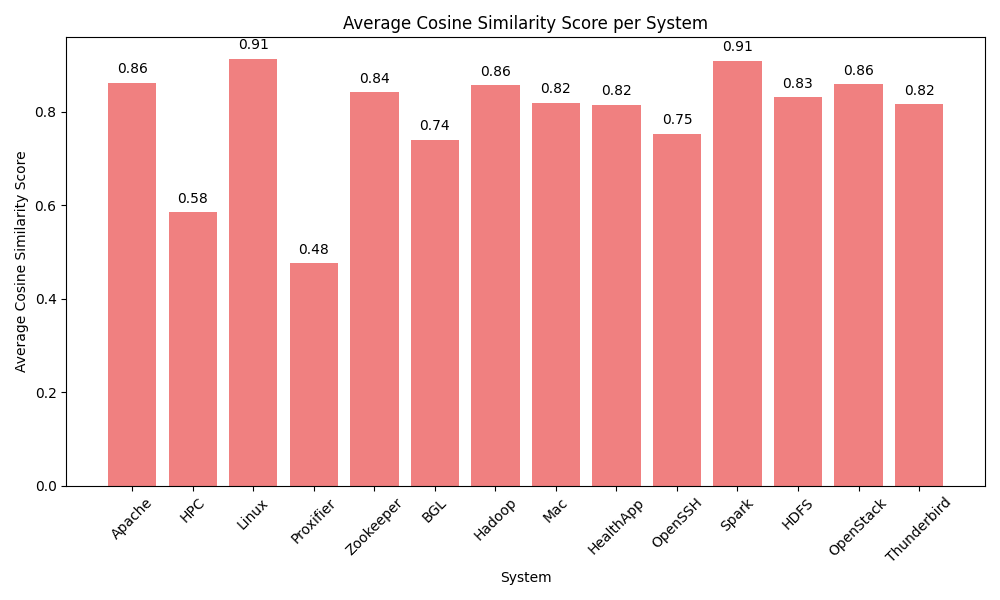 Average Cosine Similarity Score per System
Average Cosine Similarity Score
0.8
0.6
0.4
0.2
0.0
0.86
0.58
0.91
0.48
0.84
0.74
0.86
0.82
0.82
0.75
0.91
0.83
0.86
0.82
Apache
HPC
Linux
Proxifier
Zookeeper
BGL
Hadoop
Mac
HealthApp
OpenSSH
Spark
HDFS
OpenStack
Thunderbird
System